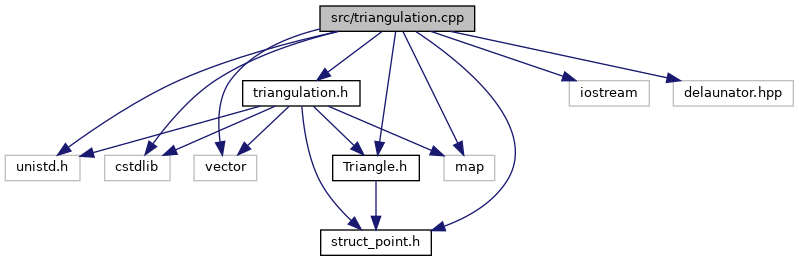 src/triangulation.cpp
triangulation.h
iostream
delaunator.hpp
unistd.h
cstdlib
vector
Triangle.h
map
struct_point.h